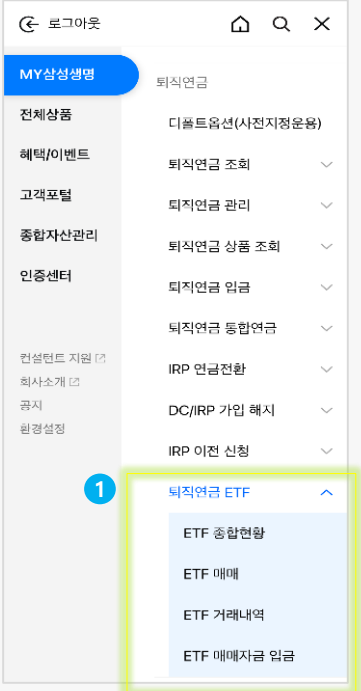 로그아웃
MY삼성생명
전체상품
혜택/이벤트
고객포털
종합자산관리
인증센터
컨설턴트 지원
회사소개
공지
환경설정
퇴직연금
디폴트옵션(사전지정운용)
퇴직연금 조회
퇴직연금 관리
퇴직연금 상품 조회
퇴직연금 입금
퇴직연금 통합연금
IRP 연금전환
DC/IRP 가입 해지
IRP 이전 신청
1
퇴직연금 ETF
ETF 종합현황
ETF 매매
ETF 거래내역
ETF 매매자금 입금